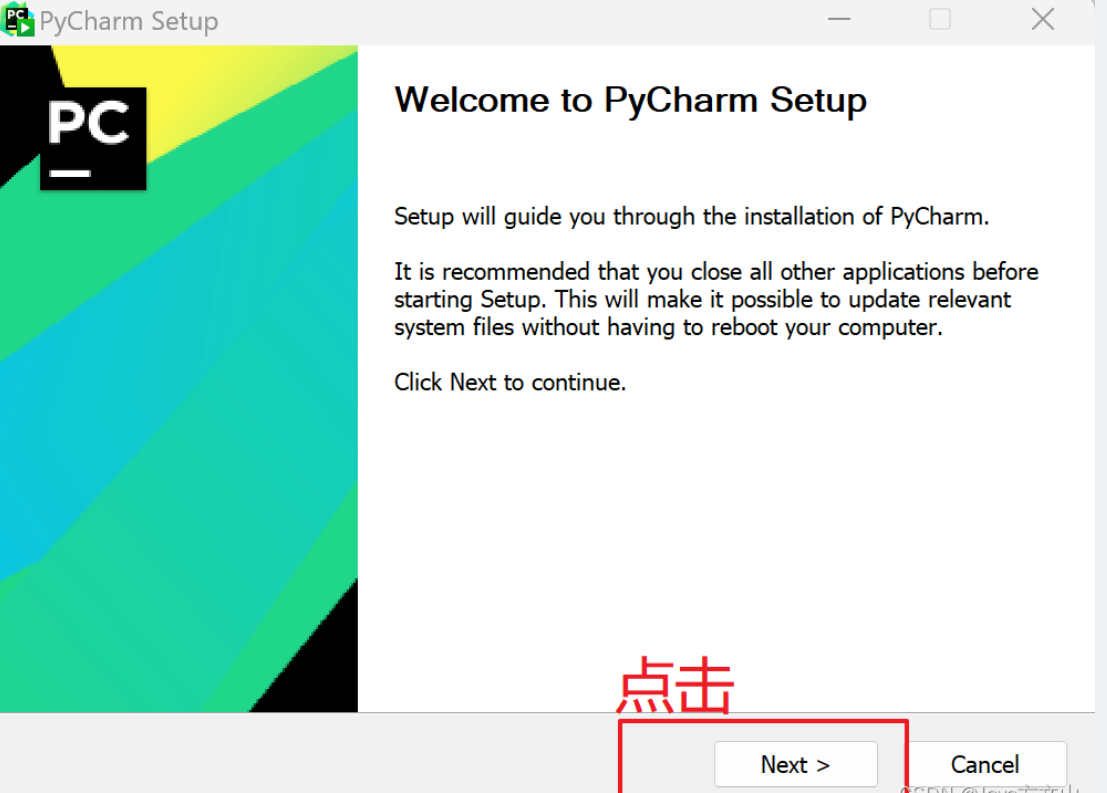 PyCharm Setup
PC
Welcome to PyCharm Setup
Setup will guide you through the installation of PyCharm.
It is recommended that you close all other applications before
starting Setup. This will make it possible to update relevant
system files without having to reboot your computer.
Click Next to continue.
点击
Next >
Cancel
CSDN